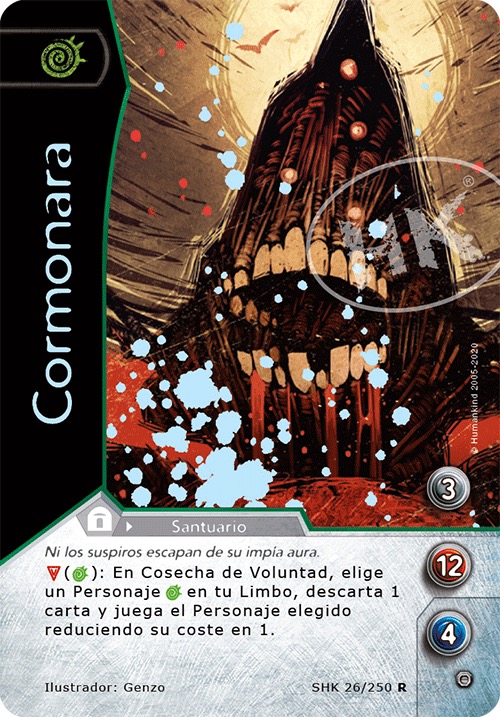 Cormonara
HK
®
© Humankind 2005-2020
3
Santuario
Ni los suspiros escapan de su impía aura.
( ): En Cosecha de Voluntad, elige
un Personaje en tu Limbo, descarta 1
carta y juega el Personaje elegido
reduciendo su coste en 1.
12
4
Ilustrador: Genzo
SHK 26/250 R